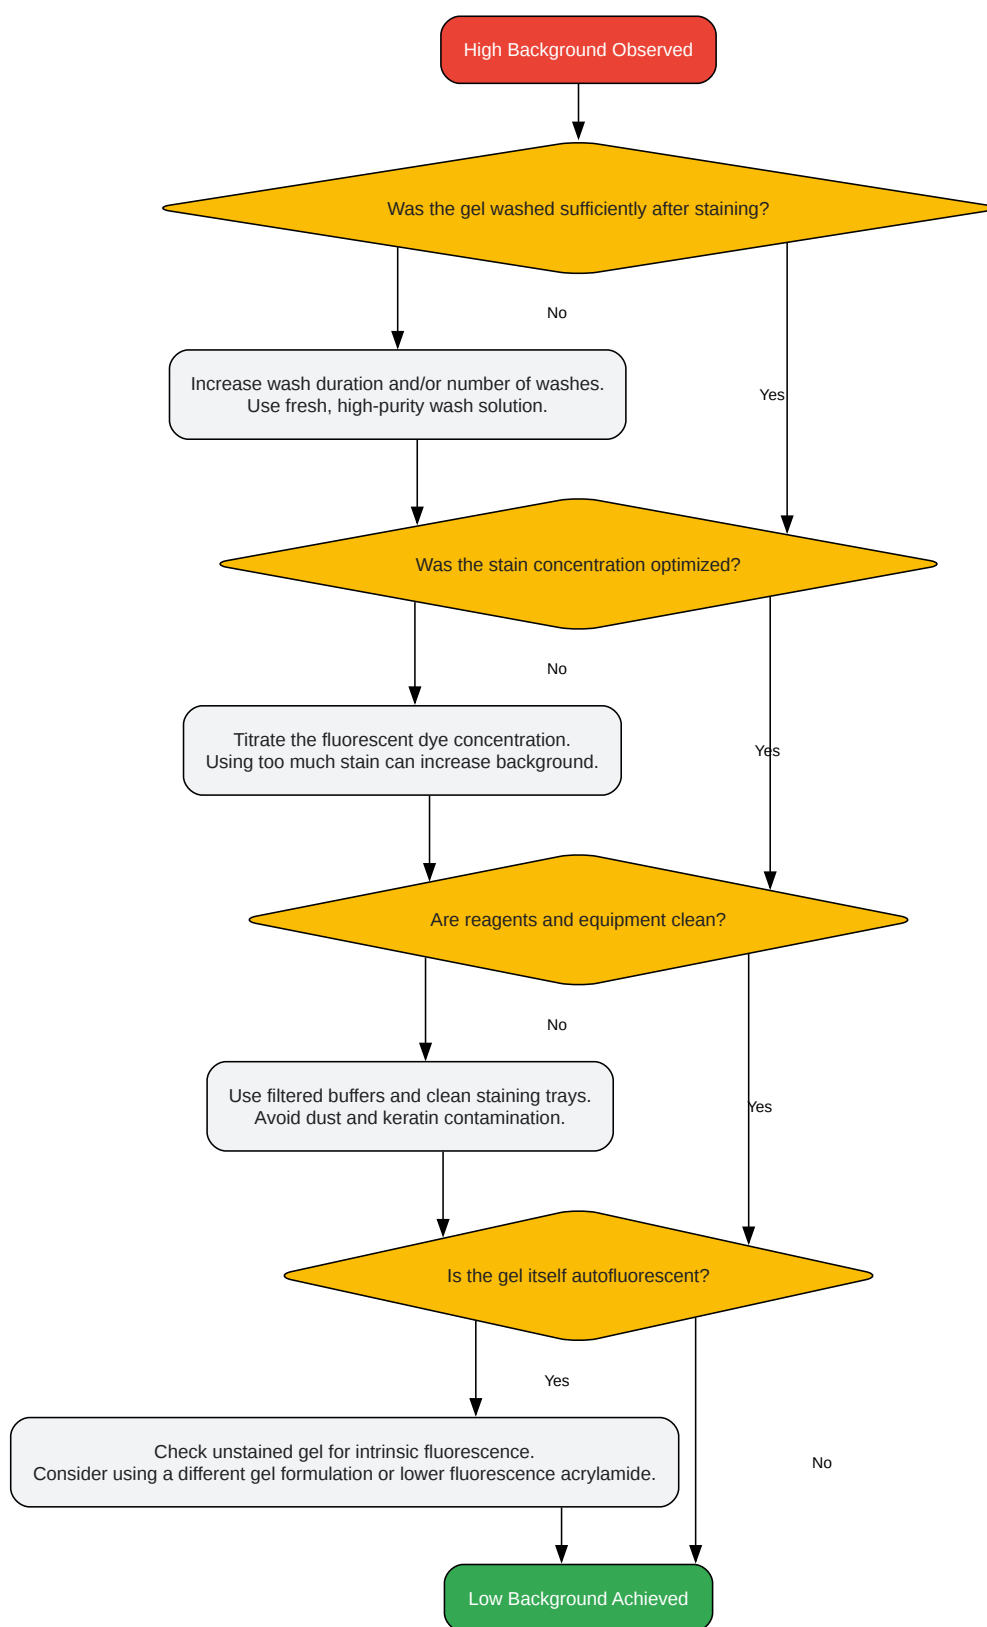 High Background Observed
Was the gel washed sufficiently after staining?
No
Increase wash duration and/or number of washes.
Use fresh, high-purity wash solution.
Yes
Was the stain concentration optimized?
No
Titrate the fluorescent dye concentration.
Using too much stain can increase background.
Yes
Are reagents and equipment clean?
No
Use filtered buffers and clean staining trays.
Avoid dust and keratin contamination.
Yes
Is the gel itself autofluorescent?
Yes
Check unstained gel for intrinsic fluorescence.
Consider using a different gel formulation or lower fluorescence acrylamide.
No
Low Background Achieved